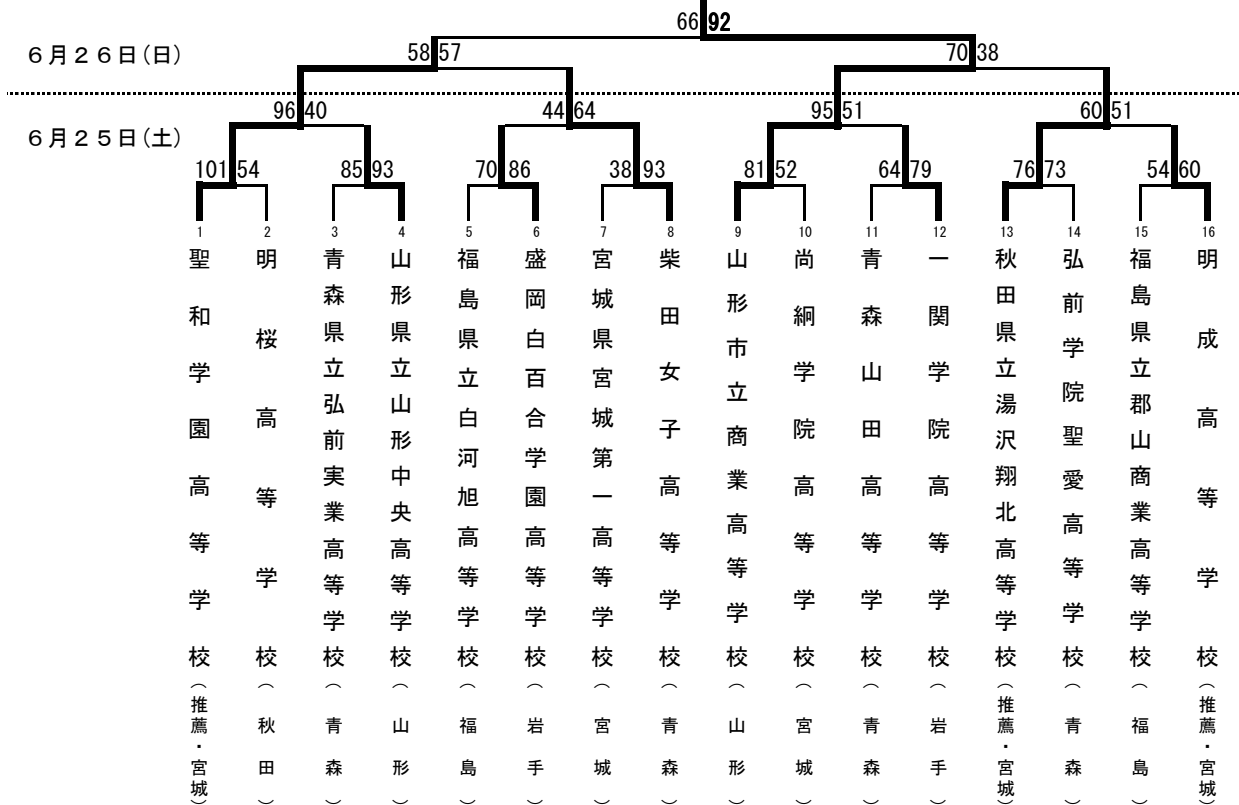 66 92
６月２６日(日)
58 57
70 38
96 40
44 64
95 51
60 51
６月２５日(土)
101 54
85 93
70 86
38 93
81 52
64 79
76 73
54 60
1
聖和学園高等学校（推薦・宮城）
2
明桜高等学校（秋田）
3
青森県立弘前実業高等学校（青森）
4
山形県立山形中央高等学校（山形）
5
福島県立白河旭高等学校（福島）
6
盛岡白百合学園高等学校（岩手）
7
宮城県宮城第一高等学校（宮城）
8
柴田女子高等学校（青森）
9
山形市立商業高等学校（山形）
10
尚絅学院高等学校（宮城）
11
青森山田高等学校（青森）
12
一関学院高等学校（岩手）
13
秋田県立湯沢翔北高等学校（推薦・宮城）
14
弘前学院聖愛高等学校（青森）
15
福島県立郡山商業高等学校（福島）
16
明成高等学校（推薦・宮城）